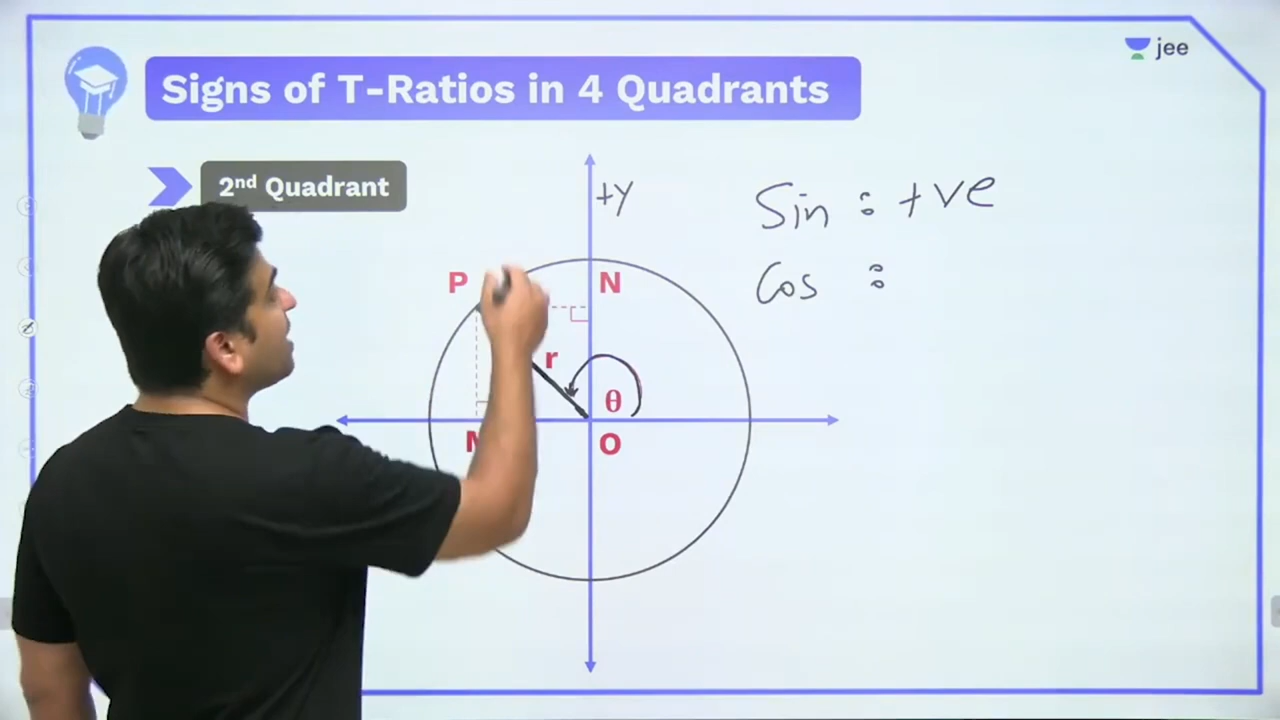 jee
Signs of T-Ratios in 4 Quadrants
2nd Quadrant
+y
Sin : +ve
P
N
Cos :
r
θ
O